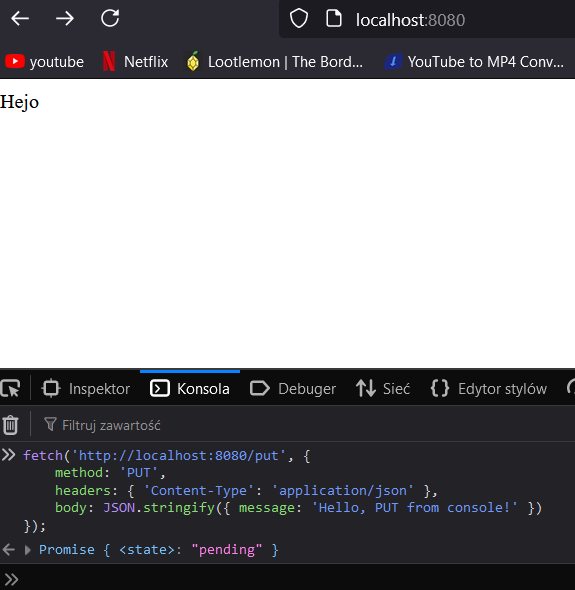 localhost:8080
youtube Netflix Lootlemon | The Bord... YouTube to MP4 Conv...
Hejo
Inspektor Konsola Debuger Sieć Edytor stylów
Filtruj zawartość
fetch('http://localhost:8080/put', {
    method: 'PUT',
    headers: { 'Content-Type': 'application/json' },
    body: JSON.stringify({ message: 'Hello, PUT from console!' })
});
Promise { <state>: "pending" }